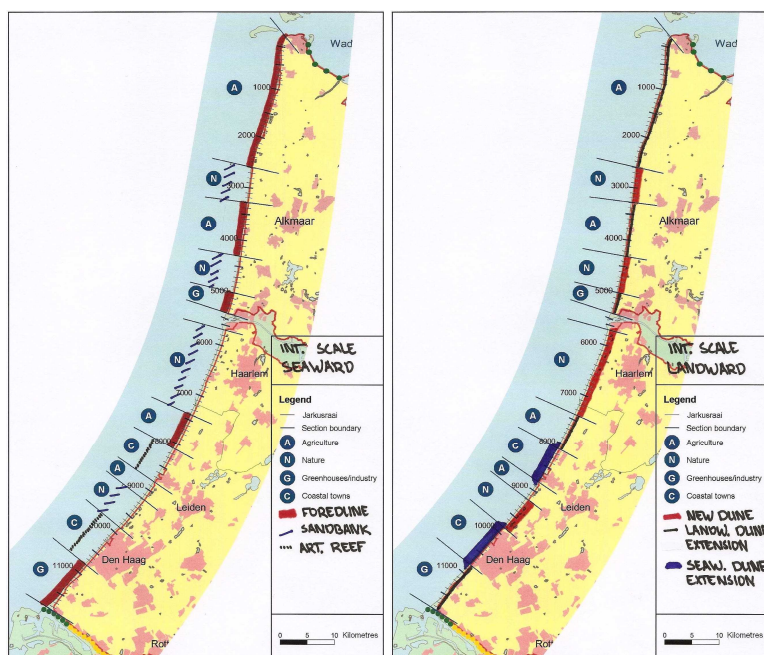 Wad
A
1000
2000
N
3000
Alkmaar
A
4000
N
G
5000
6000
INT. SCALE
SEAWARD
N
Haarlem
7000
Legend
Jarkusraai
Section boundary
A Agriculture
N Nature
G Greenhouses/industry
C Coastal towns
FOREDUNE
SANDBANK
ART. REEF
A
8000
C
A
9000
N
Leiden
C
10000
Den Haag
G
11000
0 5 10 Kilometres
Rott
Wad
A
1000
2000
N
3000
Alkmaar
A
4000
N
G
5000
6000
INT. SCALE
LANDWARD
N
Haarlem
7000
Legend
Jarkusraai
Section boundary
A Agriculture
N Nature
G Greenhouses/industry
C Coastal towns
NEW DUNE
LANDW. DUNE
EXTENSION
SEAW. DUNE
EXTENSION
A
C
8000
A
9000
N
Leiden
C
10000
Den Haag
G
11000
0 5 10 Kilometres
Rott